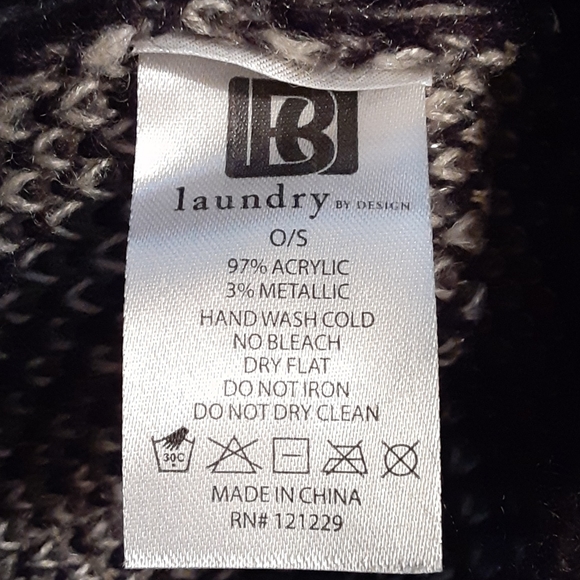 B
laundry BY DESIGN
O/S
97% ACRYLIC
3% METALLIC
HAND WASH COLD
NO BLEACH
DRY FLAT
DO NOT IRON
DO NOT DRY CLEAN
30C
MADE IN CHINA
RN# 121229